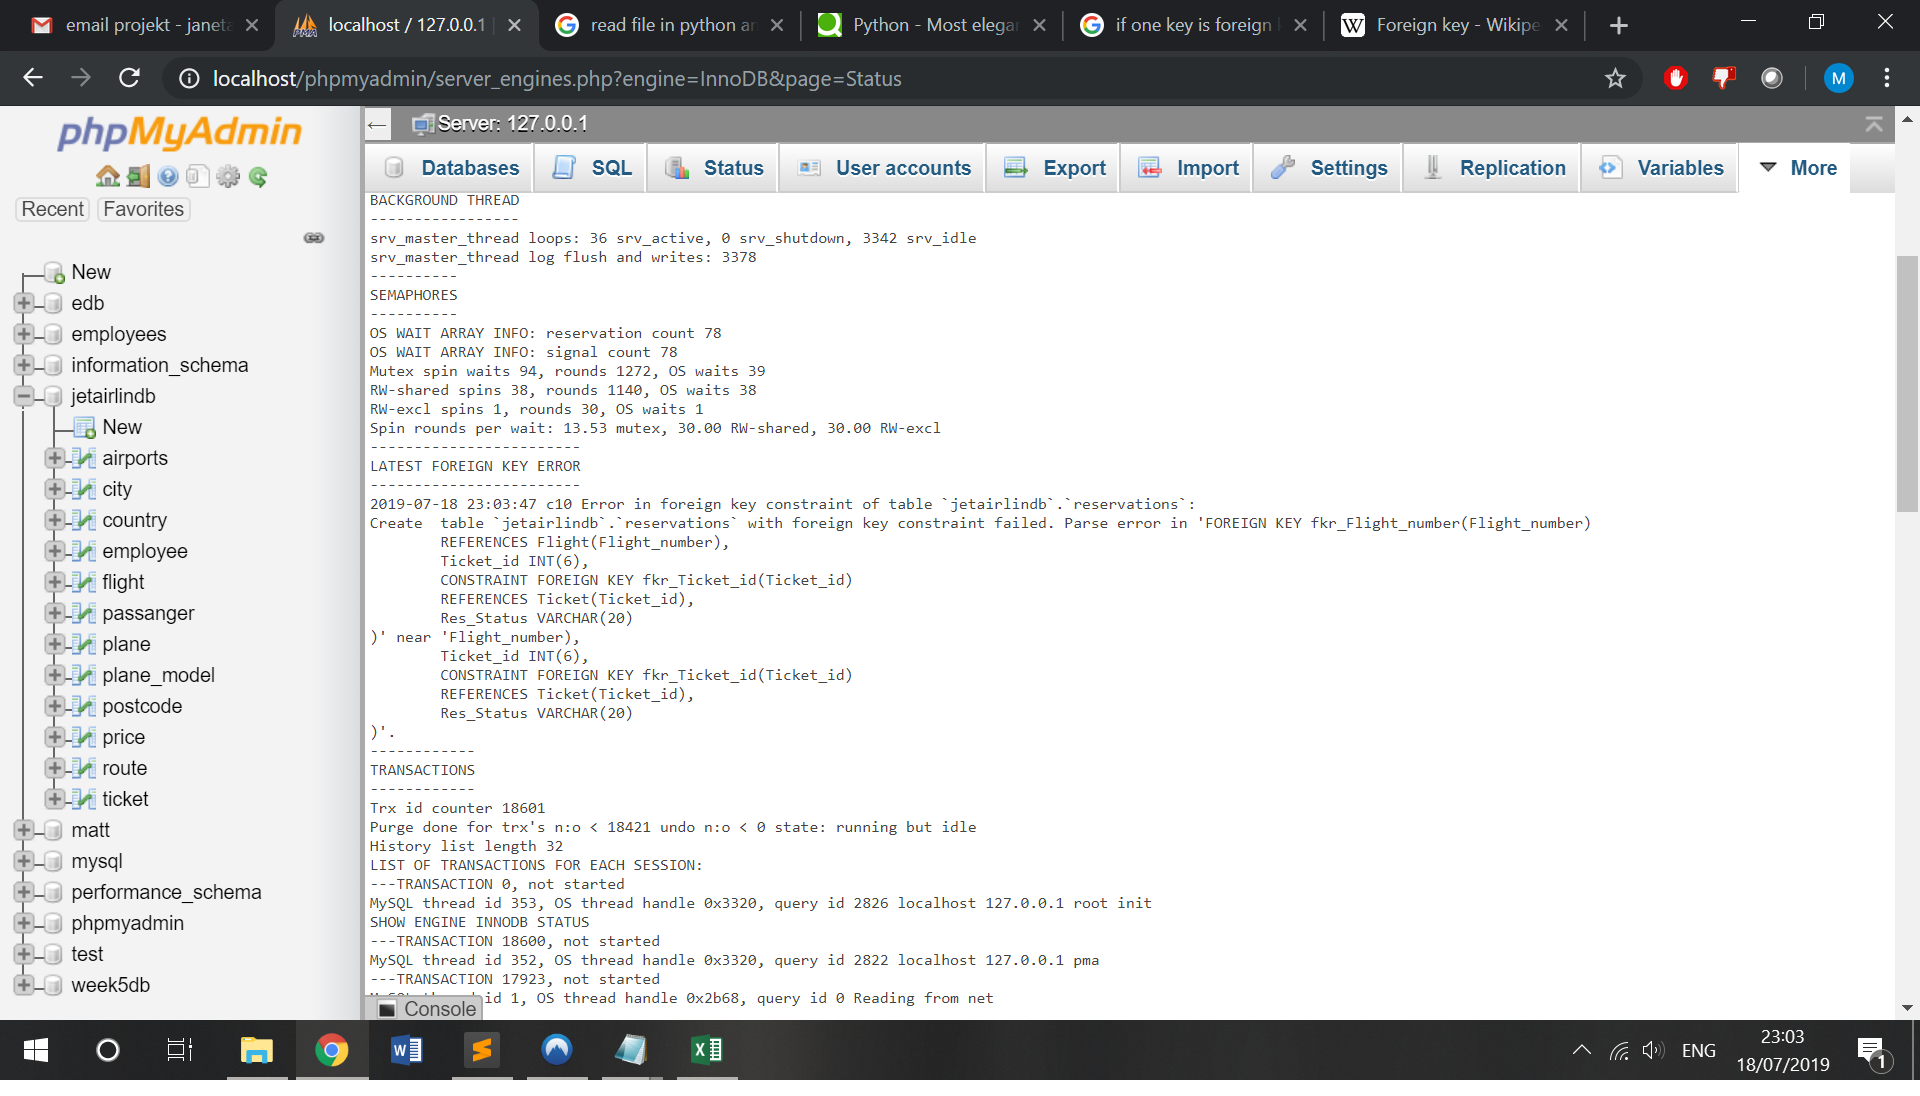 email projekt - janeta
localhost / 127.0.0.1
read file in python an
Python - Most elegan
if one key is foreign
Foreign key - Wikipe
localhost/phpmyadmin/server_engines.php?engine=InnoDB&page=Status
M
phpMyAdmin
Recent
Favorites
New
edb
employees
information_schema
jetairlindb
New
airports
city
country
employee
flight
passanger
plane
plane_model
postcode
price
route
ticket
matt
mysql
performance_schema
phpmyadmin
test
week5db
Server: 127.0.0.1
Databases SQL Status User accounts Export Import Settings Replication Variables More
BACKGROUND THREAD
-----------------
srv_master_thread loops: 36 srv_active, 0 srv_shutdown, 3342 srv_idle
srv_master_thread log flush and writes: 3378
----------
SEMAPHORES
----------
OS WAIT ARRAY INFO: reservation count 78
OS WAIT ARRAY INFO: signal count 78
Mutex spin waits 94, rounds 1272, OS waits 39
RW-shared spins 38, rounds 1140, OS waits 38
RW-excl spins 1, rounds 30, OS waits 1
Spin rounds per wait: 13.53 mutex, 30.00 RW-shared, 30.00 RW-excl
------------------------
LATEST FOREIGN KEY ERROR
------------------------
2019-07-18 23:03:47 c10 Error in foreign key constraint of table `jetairlindb`.`reservations`:
Create  table `jetairlindb`.`reservations` with foreign key constraint failed. Parse error in 'FOREIGN KEY fkr_Flight_number(Flight_number)
REFERENCES Flight(Flight_number),
Ticket_id INT(6),
CONSTRAINT FOREIGN KEY fkr_Ticket_id(Ticket_id)
REFERENCES Ticket(Ticket_id),
Res_Status VARCHAR(20)
)' near 'Flight_number),
Ticket_id INT(6),
CONSTRAINT FOREIGN KEY fkr_Ticket_id(Ticket_id)
REFERENCES Ticket(Ticket_id),
Res_Status VARCHAR(20)
)'.
------------
TRANSACTIONS
------------
Trx id counter 18601
Purge done for trx's n:o < 18421 undo n:o < 0 state: running but idle
History list length 32
LIST OF TRANSACTIONS FOR EACH SESSION:
---TRANSACTION 0, not started
MySQL thread id 353, OS thread handle 0x3320, query id 2826 localhost 127.0.0.1 root init
SHOW ENGINE INNODB STATUS
---TRANSACTION 18600, not started
MySQL thread id 352, OS thread handle 0x3320, query id 2822 localhost 127.0.0.1 pma
---TRANSACTION 17923, not started
id 1, OS thread handle 0x2b68, query id 0 Reading from net
Console
ENG
23:03
18/07/2019
1